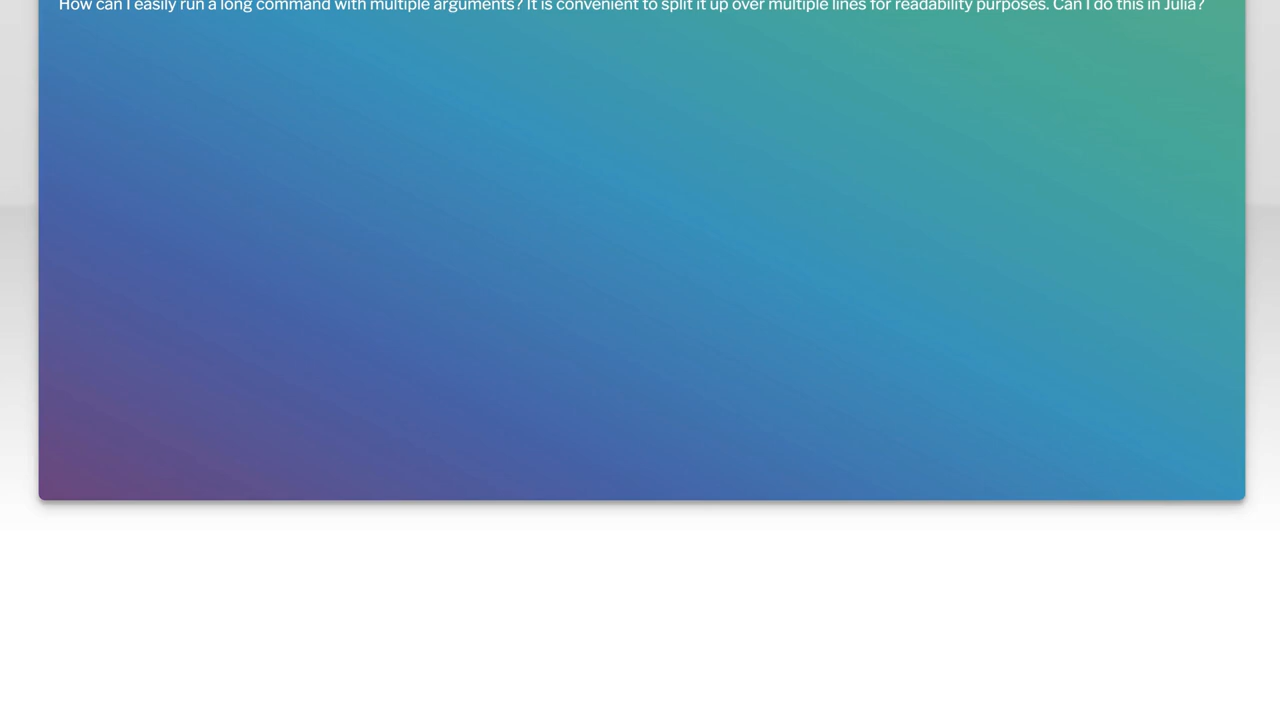 How can I easily run a long command with multiple arguments? It is convenient to split it up over multiple lines for readability purposes. Can I do this in Julia?